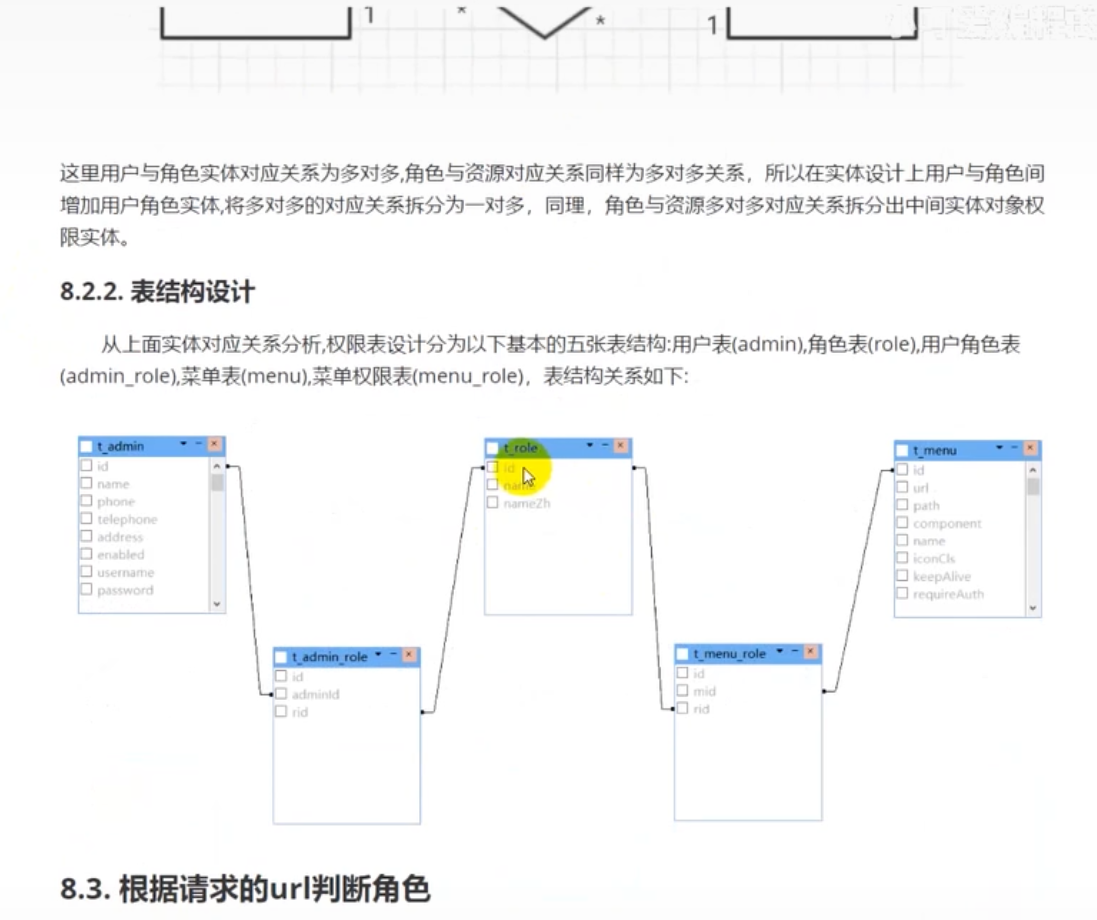 1
*
*
1
这里用户与角色实体对应关系为多对多,角色与资源对应关系同样为多对多关系，所以在实体设计上用户与角色间
增加用户角色实体,将多对多的对应关系拆分为一对多，同理，角色与资源多对多对应关系拆分出中间实体对象权
限实体。
8.2.2. 表结构设计
从上面实体对应关系分析,权限表设计分为以下基本的五张表结构:用户表(admin),角色表(role),用户角色表
(admin_role),菜单表(menu),菜单权限表(menu_role)，表结构关系如下:
t_admin
id
name
phone
telephone
address
enabled
username
password
t_role
id
name
nameZh
t_menu
id
url
path
component
name
iconCls
keepAlive
requireAuth
t_admin_role
id
adminId
rid
t_menu_role
id
mid
rid
8.3. 根据请求的url判断角色